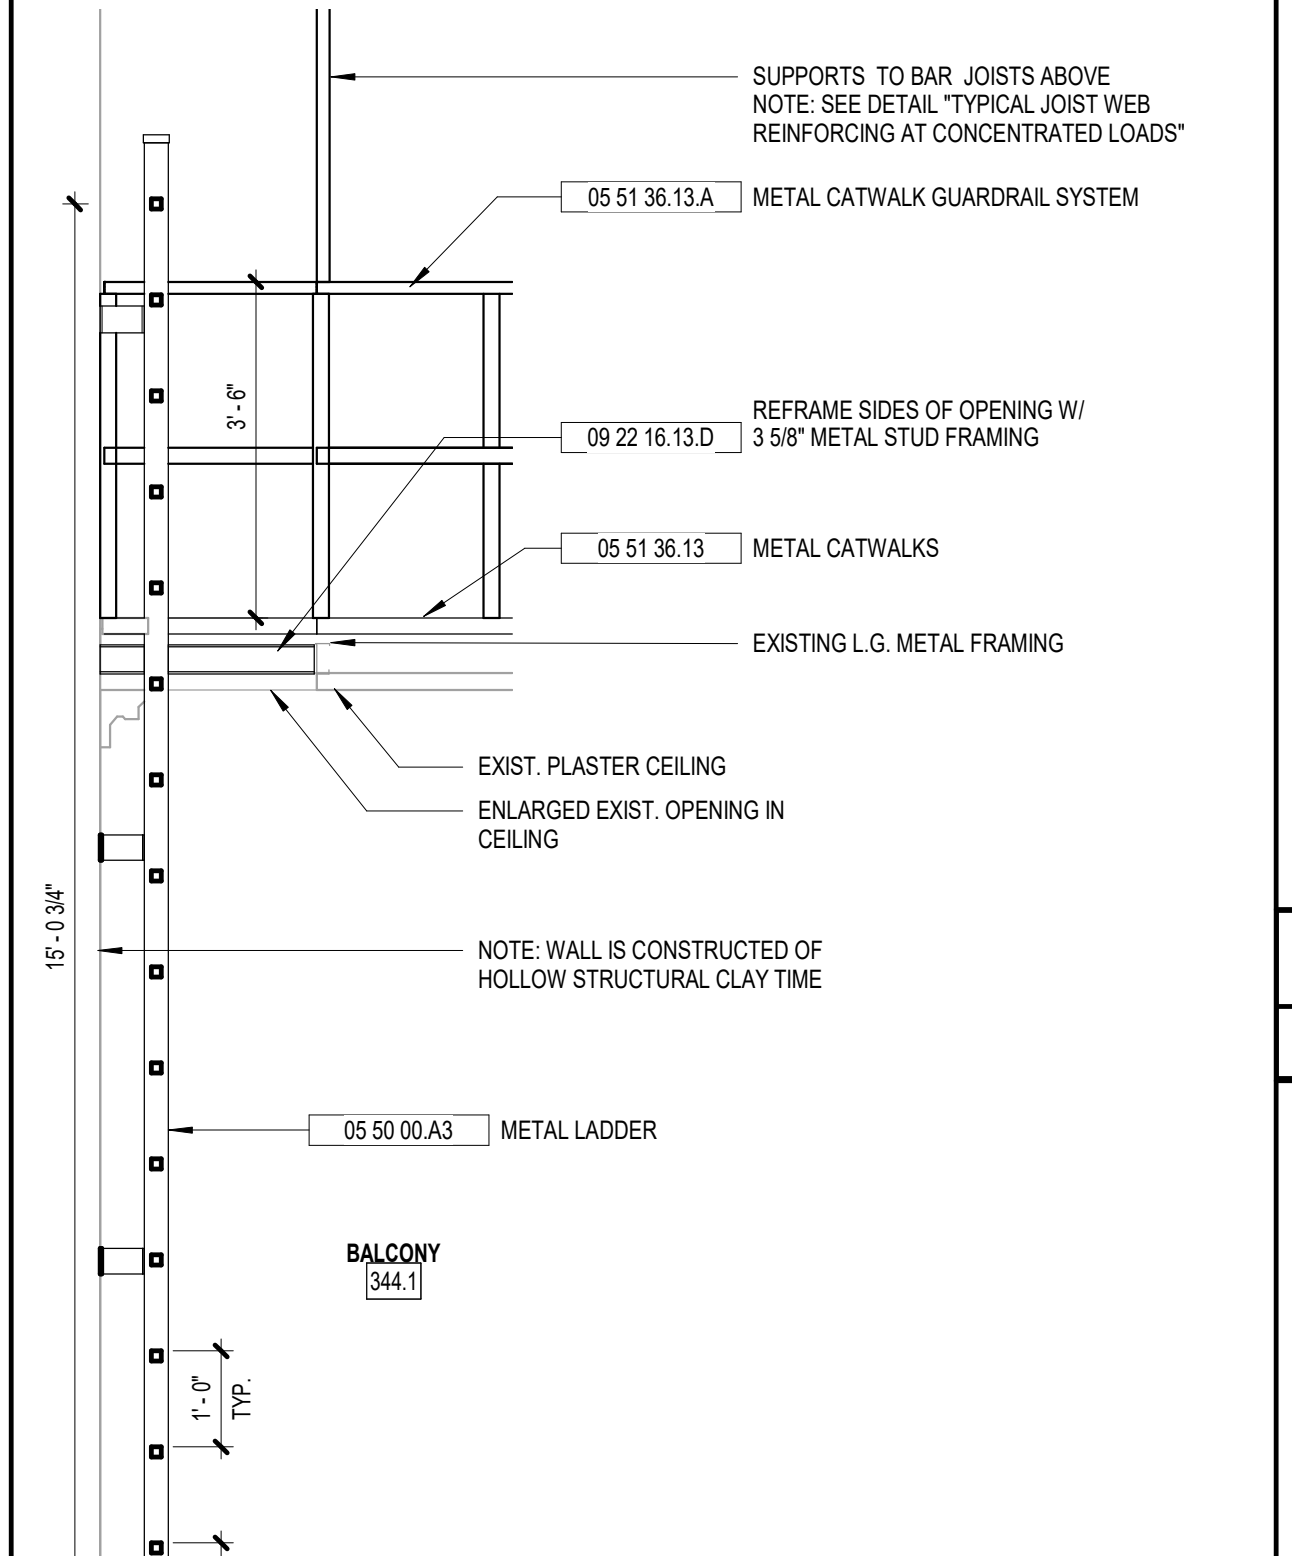 SUPPORTS TO BAR JOISTS ABOVE
NOTE: SEE DETAIL "TYPICAL JOIST WEB
REINFORCING AT CONCENTRATED LOADS"
05 51 36.13.A METAL CATWALK GUARDRAIL SYSTEM
3' - 6"
REFRAME SIDES OF OPENING W/
09 22 16.13.D 3 5/8" METAL STUD FRAMING
05 51 36.13 METAL CATWALKS
EXISTING L.G. METAL FRAMING
EXIST. PLASTER CEILING
ENLARGED EXIST. OPENING IN
CEILING
15' - 0 3/4"
NOTE: WALL IS CONSTRUCTED OF
HOLLOW STRUCTURAL CLAY TIME
05 50 00.A3 METAL LADDER
BALCONY
344.1
1' - 0"
TYP.